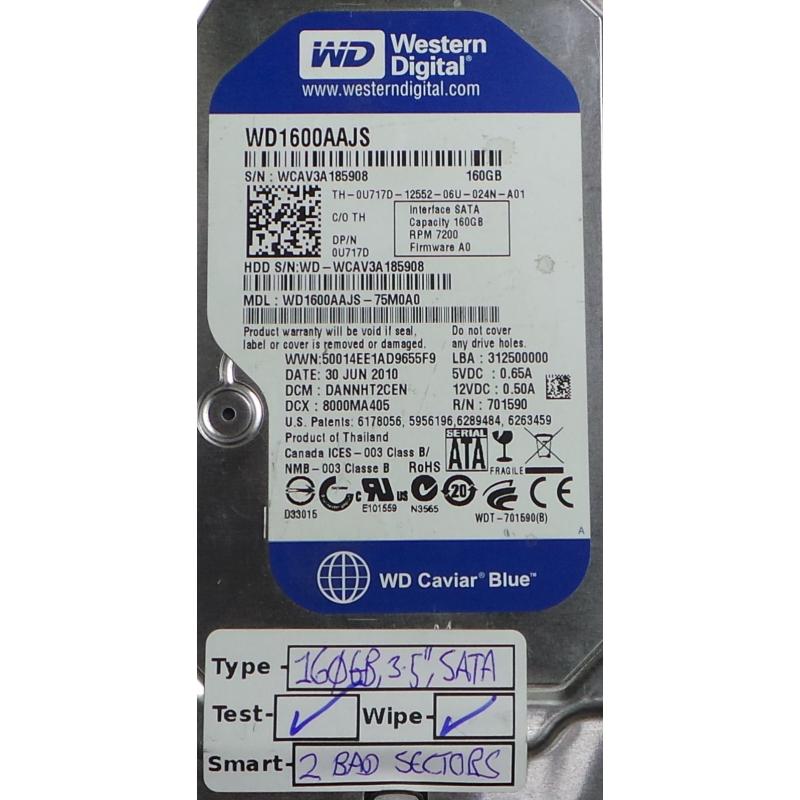 WD Western Digital®
www.westerndigital.com
WD1600AAJS
S/N : WCAV3A185908 160GB
TH-0U717D-12552-06U-024N-A01
C/O TH
DP/N
0U717D
Interface SATA
Capacity 160GB
RPM 7200
Firmware A0
HDD S/N:WD-WCAV3A185908
MDL : WD1600AAJS-75M0A0
Product warranty will be void if seal,
label or cover is removed or damaged.
Do not cover
any drive holes.
WWN:50014EE1AD9655F9 LBA : 312500000
DATE: 30 JUN 2010 5VDC : 0.65A
DCM : DANNHT2CEN 12VDC : 0.50A
DCX : 8000MA405 R/N : 701590
U.S. Patents: 6178056, 5956196,6289484, 6263459
Product of Thailand
Canada ICES-003 Class B/
NMB-003 Classe B RoHS
SERIAL
ATA
FRAGILE
c UR us 20 CE
D33015 E101559 N3565 WDT-701590(B)
A
WD Caviar® Blue™
Type - 160GB, 3.5", SATA
Test- ✓ Wipe- ✓
Smart- 2 BAD SECTORS